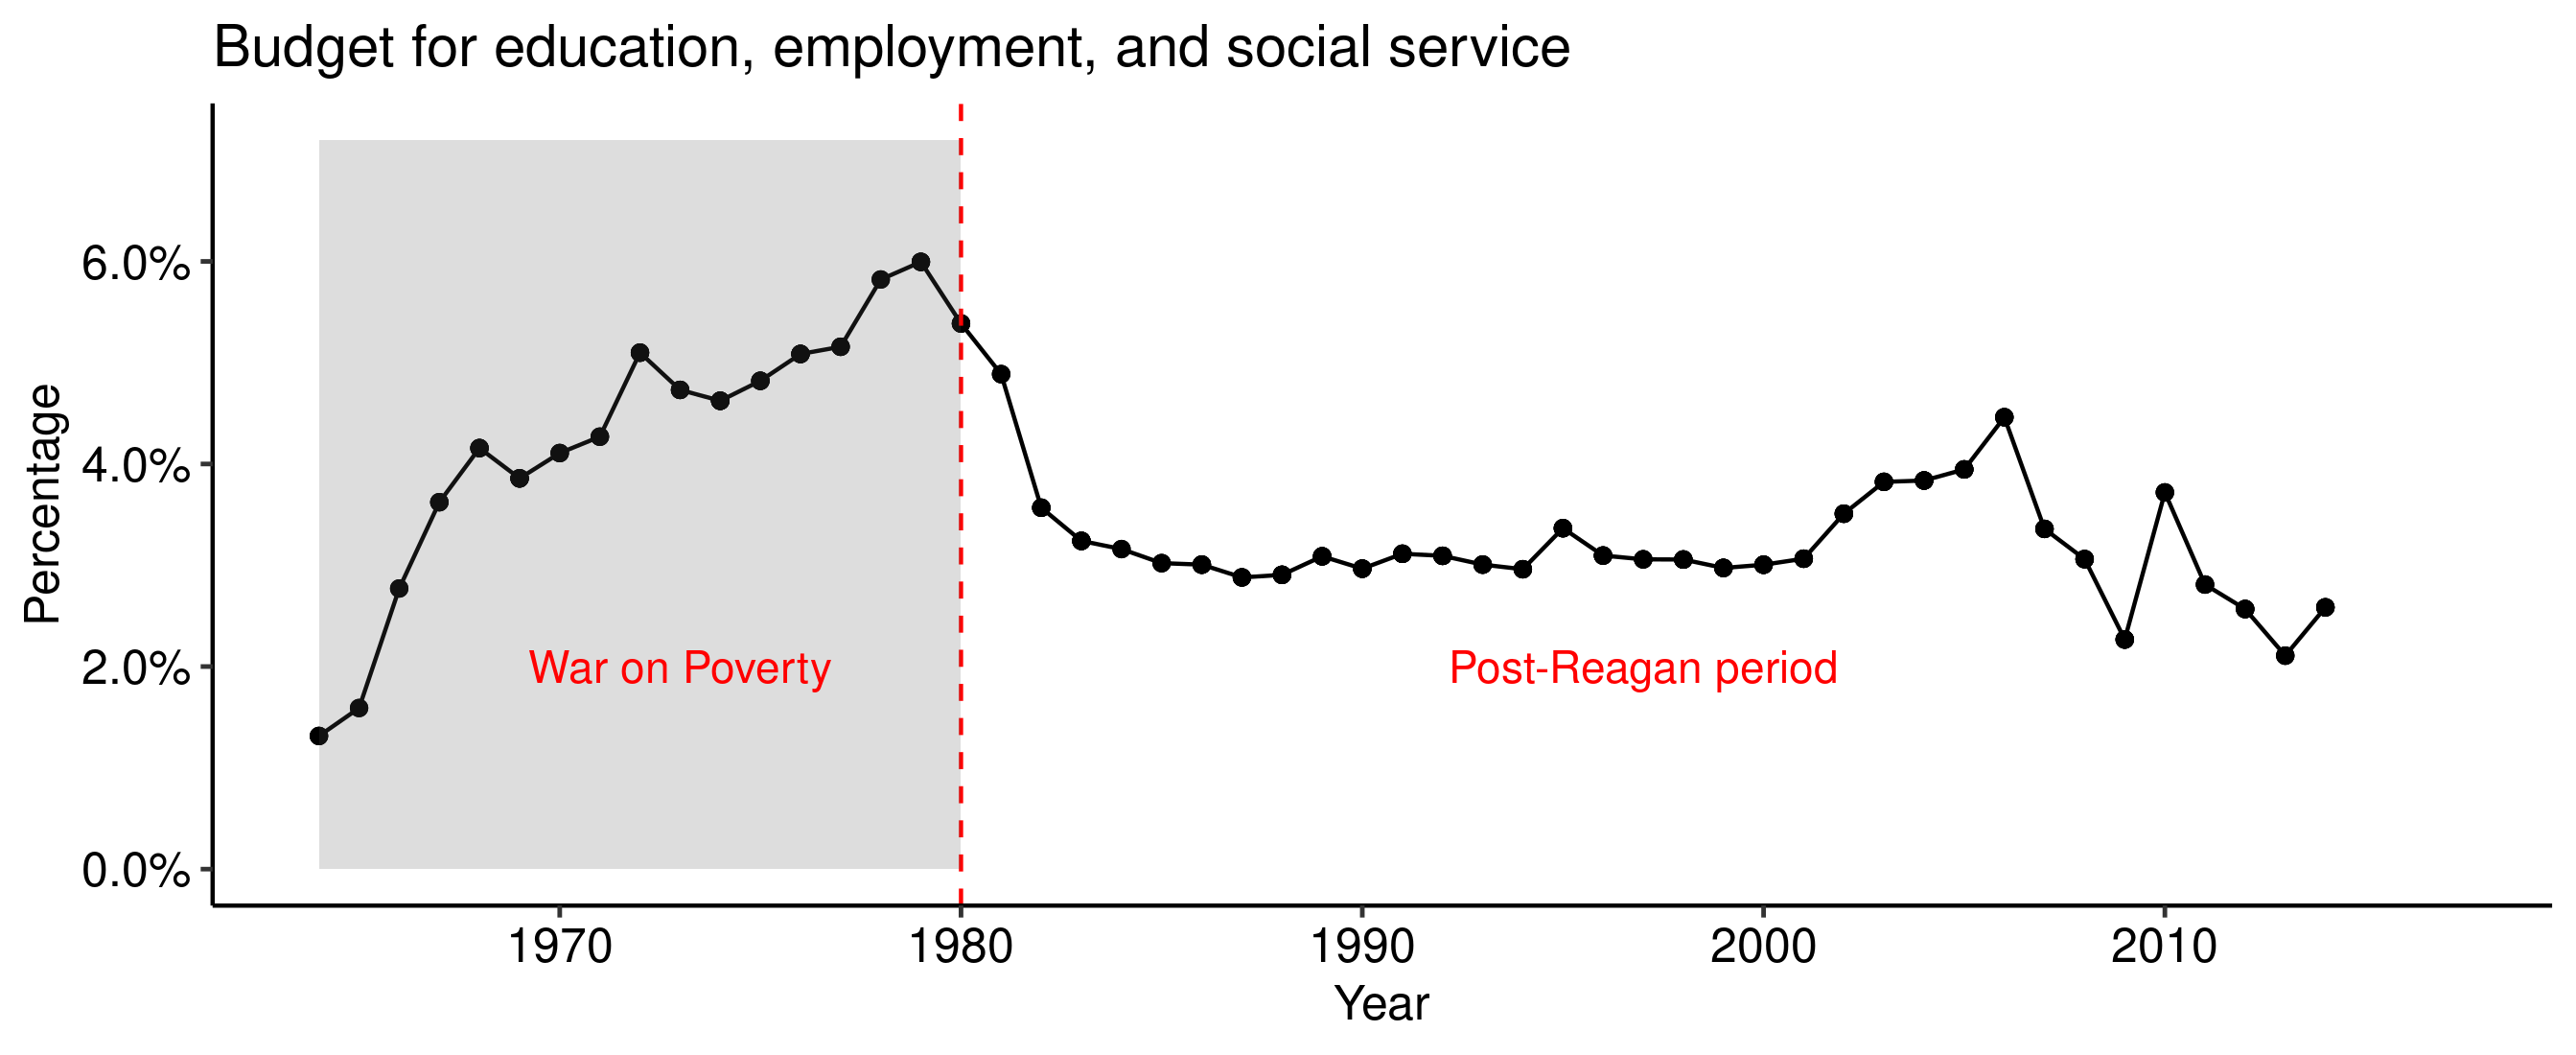 Budget for education, employment, and social service
Percentage
6.0%
4.0%
2.0%
0.0%
War on Poverty
Post-Reagan period
1970
1980
1990
2000
2010
Year